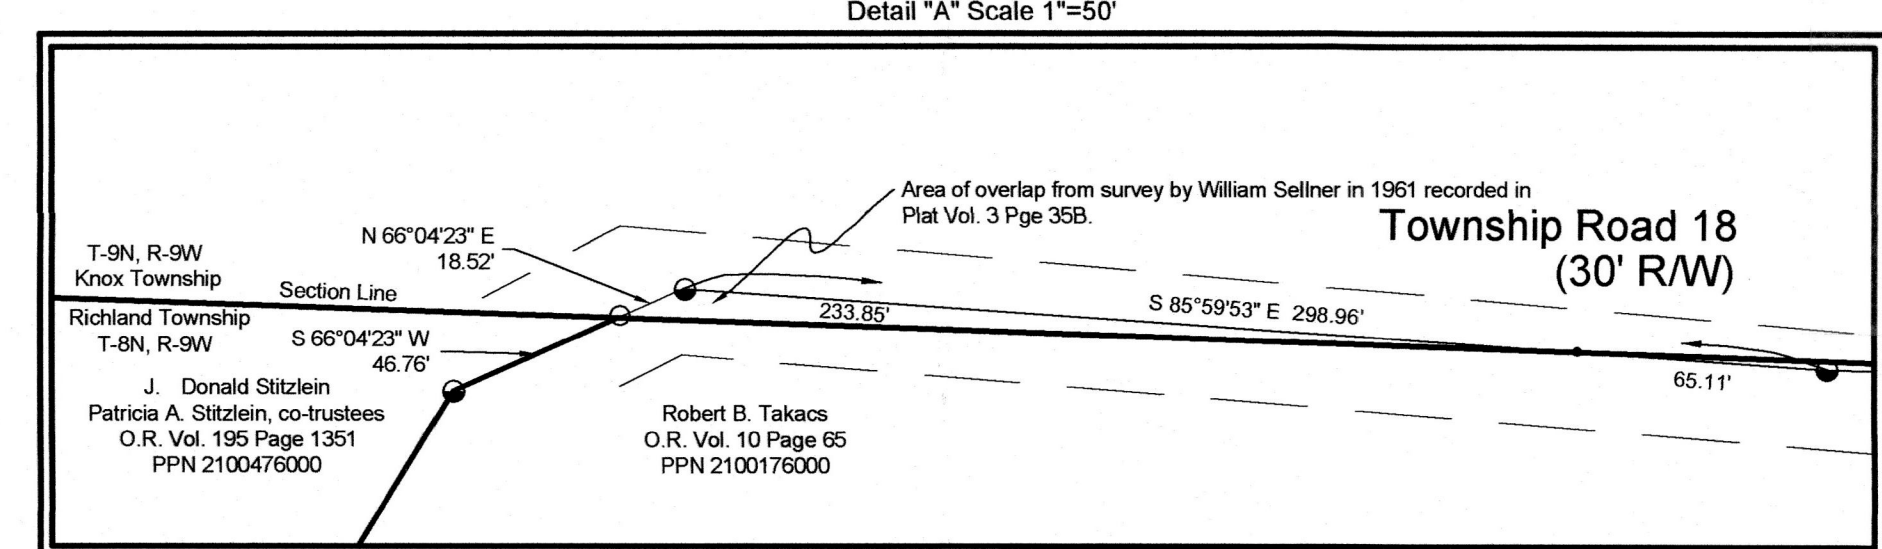 Detail "A" Scale 1"=50'
Area of overlap from survey by William Sellner in 1961 recorded in
Plat Vol. 3 Pge 35B.
Township Road 18
(30' R/W)
N 66°04'23" E
18.52'
T-9N, R-9W
Knox Township
Section Line
Richland Township
T-8N, R-9W
S 66°04'23" W
46.76'
233.85'
S 85°59'53" E 298.96'
65.11'
J. Donald Stitzlein
Patricia A. Stitzlein, co-trustees
O.R. Vol. 195 Page 1351
PPN 2100476000
Robert B. Takacs
O.R. Vol. 10 Page 65
PPN 2100176000